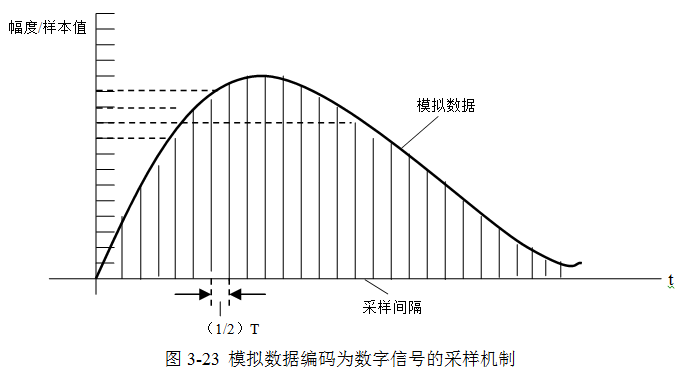 幅度/样本值
模拟数据
t
采样间隔
（1/2）T
图 3-23 模拟数据编码为数字信号的采样机制